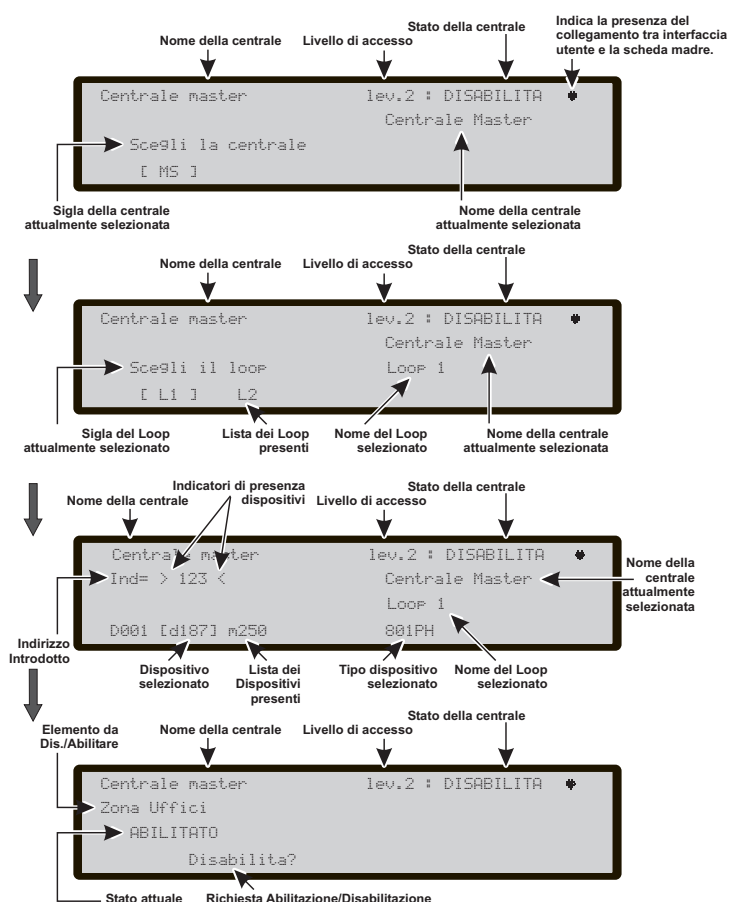 Stato della centrale
Indica la presenza del
collegamento tra interfaccia
utente e la scheda madre.
Nome della centrale
Livello di accesso
Centrale master
lev.2 : DISABILITA
Centrale Master
Scegli la centrale
[ MS ]
Sigla della centrale
attualmente selezionata
Nome della centrale
attualmente selezionata
Stato della centrale
Nome della centrale
Livello di accesso
Centrale master
lev.2 : DISABILITA
Centrale Master
Scegli il loop
Loop 1
[ L1 ]
L2
Sigla del Loop
attualmente selezionato
Lista dei Loop
presenti
Nome del Loop
selezionato
Nome della centrale
attualmente selezionata
Indicatori di presenza
dispositivi
Stato della centrale
Nome della centrale
Livello di accesso
Centrale master
lev.2 : DISABILITA
Ind= > 123 <
Centrale Master
Loop 1
D001 [d187] m250
801PH
Nome della
centrale
attualmente
selezionata
Indirizzo
Introdotto
Dispositivo
selezionato
Lista dei
Dispositivi
presenti
Tipo dispositivo
selezionato
Nome del Loop
selezionato
Stato della centrale
Elemento da
Dis./Abilitare
Nome della centrale
Livello di accesso
Centrale master
lev.2 : DISABILITA
Zona Uffici
ABILITATO
Disabilita?
Stato attuale
Richiesta Abilitazione/Disabilitazione